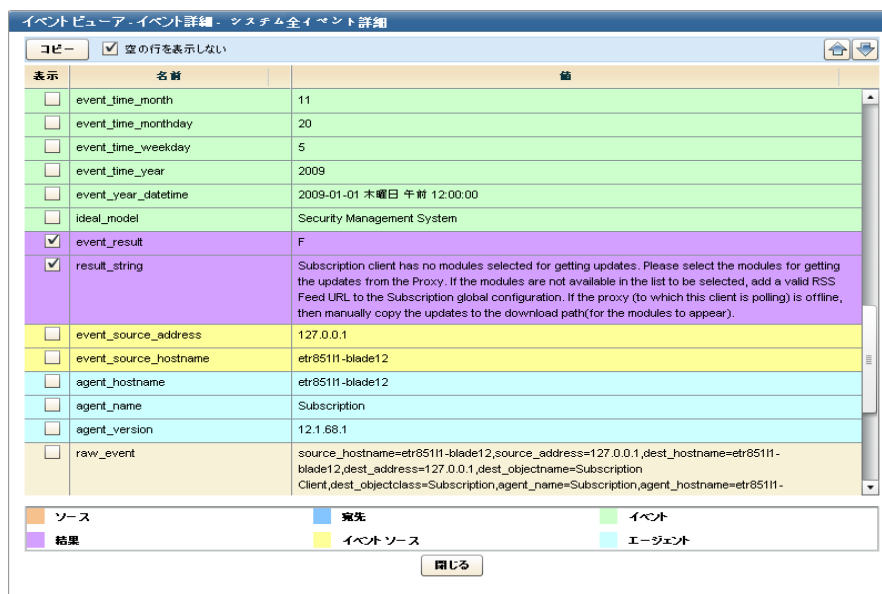 イベント ビューア - イベント詳細 - システム全イベント詳細
コピー 空の行を表示しない
表示 名前 値
event_time_month 11
event_time_monthday 20
event_time_weekday 5
event_time_year 2009
event_year_datetime 2009-01-01 木曜日 午前 12:00:00
ideal_model Security Management System
event_result F
result_string Subscription client has no modules selected for getting updates. Please select the modules for getting
the updates from the Proxy. If the modules are not available in the list to be selected, add a valid RSS
Feed URL to the Subscription global configuration. If the proxy (to which this client is polling) is offline,
then manually copy the updates to the download path(for the modules to appear).
event_source_address 127.0.0.1
event_source_hostname etr851l1-blade12
agent_hostname etr851l1-blade12
agent_name Subscription
agent_version 12.1.68.1
raw_event source_hostname=etr851l1-blade12,source_address=127.0.0.1,dest_hostname=etr851l1-
blade12,dest_address=127.0.0.1,dest_objectname=Subscription
Client,dest_objectclass=Subscription,agent_name=Subscription,agent_hostname=etr851l1-
ソース 宛先 イベント
結果 イベント ソース エージェント
閉じる